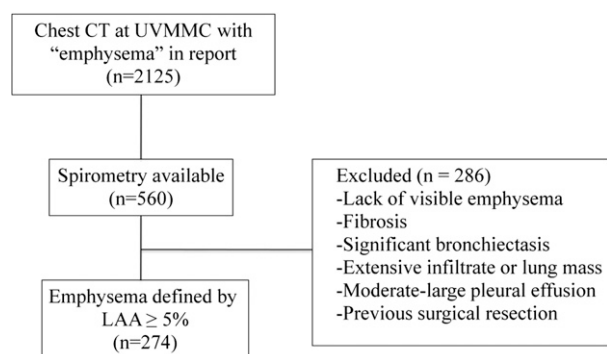 Chest CT at UVMMC with
“emphysema” in report
(n=2125)
Spirometry available
(n=560)
Excluded (n = 286)
-Lack of visible emphysema
-Fibrosis
-Significant bronchiectasis
-Extensive infiltrate or lung mass
-Moderate-large pleural effusion
-Previous surgical resection
Emphysema defined by
LAA ≥ 5%
(n=274)